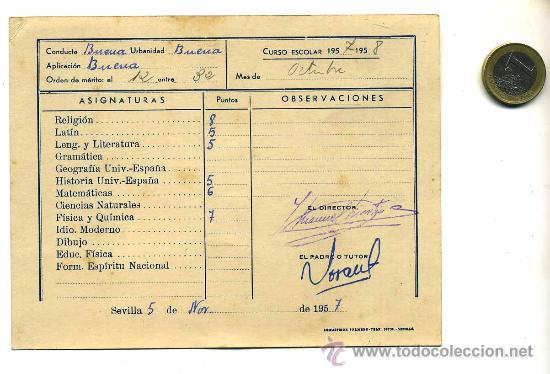 Conducta Buena Urbanidad Buena
Aplicación Buena
Orden de mérito: el 12 entre 32
CURSO ESCOLAR 1957 1958
Mes de Octubre
ASIGNATURAS Puntos OBSERVACIONES
Religión 8
Latín 5
Leng. y Literatura 5
Gramática
Geografía Univ.-España
Historia Univ.-España 5
Matemáticas 6
Ciencias Naturales
Física y Química 7
Idio. Moderno
Dibujo
Educ. Física
Form. Espíritu Nacional
EL DIRECTOR,
EL PADRE O TUTOR
Sevilla 5 de Nov. de 1957
1
todocoleccion
www.todocoleccion.net